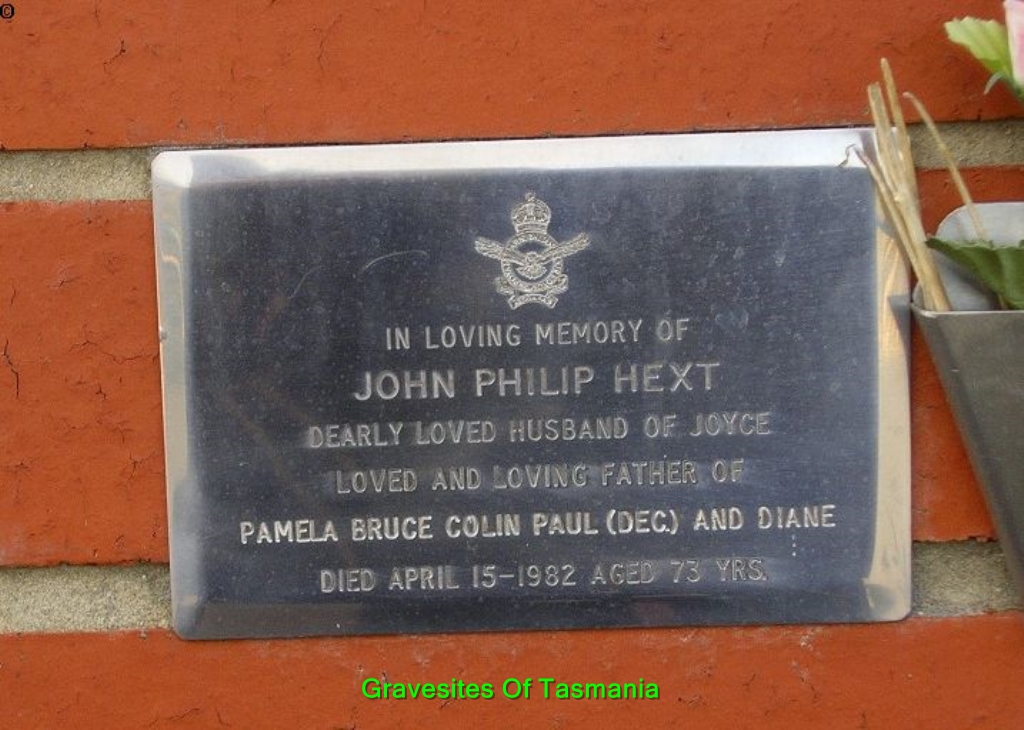 ©
IN LOVING MEMORY OF
JOHN PHILIP HEXT
DEARLY LOVED HUSBAND OF JOYCE
LOVED AND LOVING FATHER OF
PAMELA BRUCE COLIN PAUL (DEC.) AND DIANE
DIED APRIL 15-1982 AGED 73 YRS.
Gravesites Of Tasmania